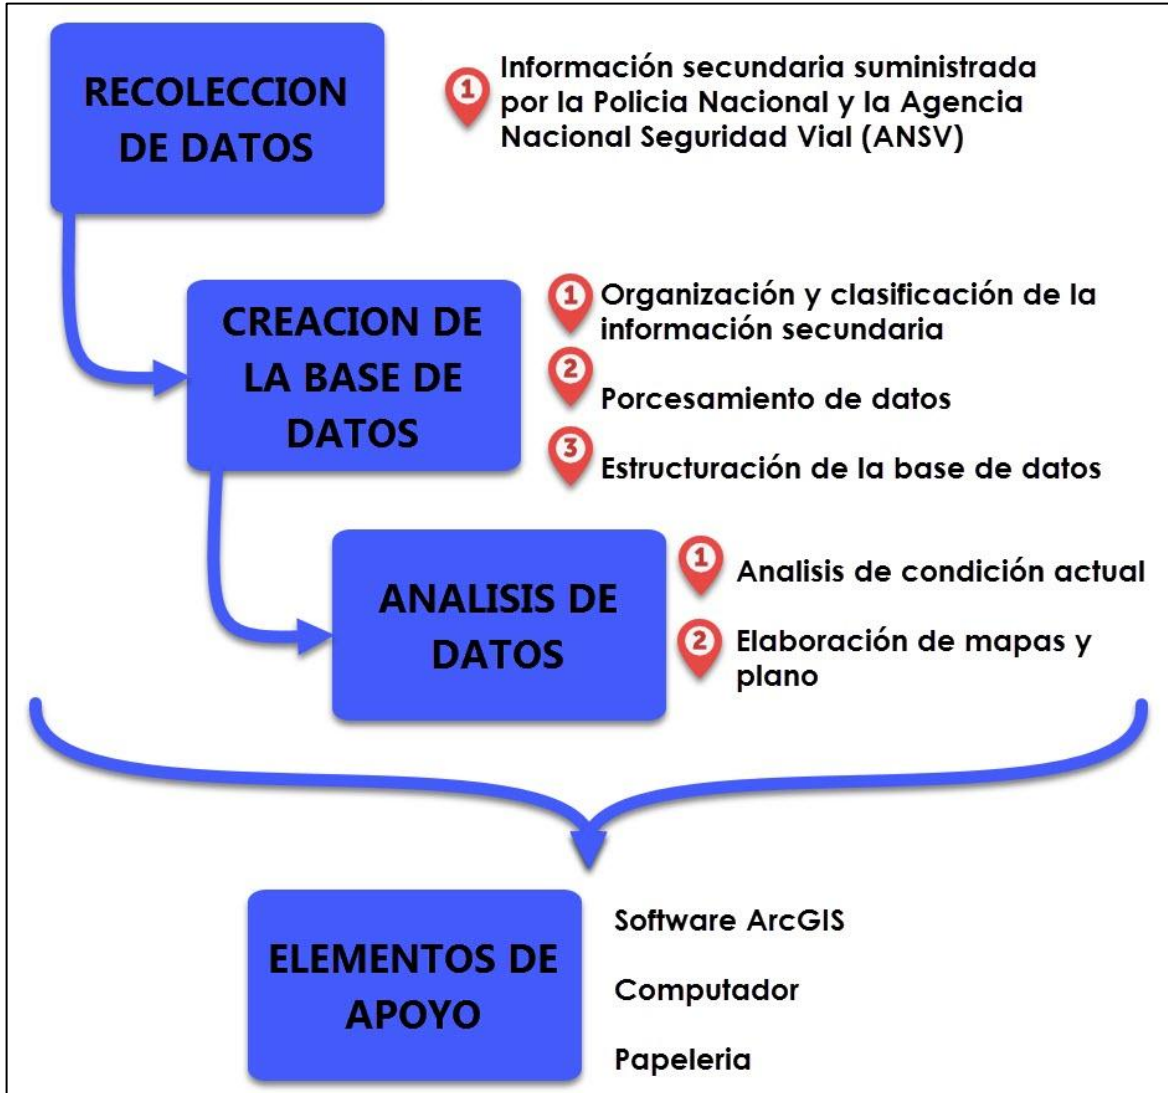 RECOLECCION
DE DATOS
1
Información secundaria suministrada
por la Policia Nacional y la Agencia
Nacional Seguridad Vial (ANSV)
CREACION DE
LA BASE DE
DATOS
1
Organización y clasificación de la
información secundaria
2
Porcesamiento de datos
3
Estructuración de la base de datos
ANALISIS DE
DATOS
1
Analisis de condición actual
2
Elaboración de mapas y
plano
ELEMENTOS DE
APOYO
Software ArcGIS
Computador
Papeleria